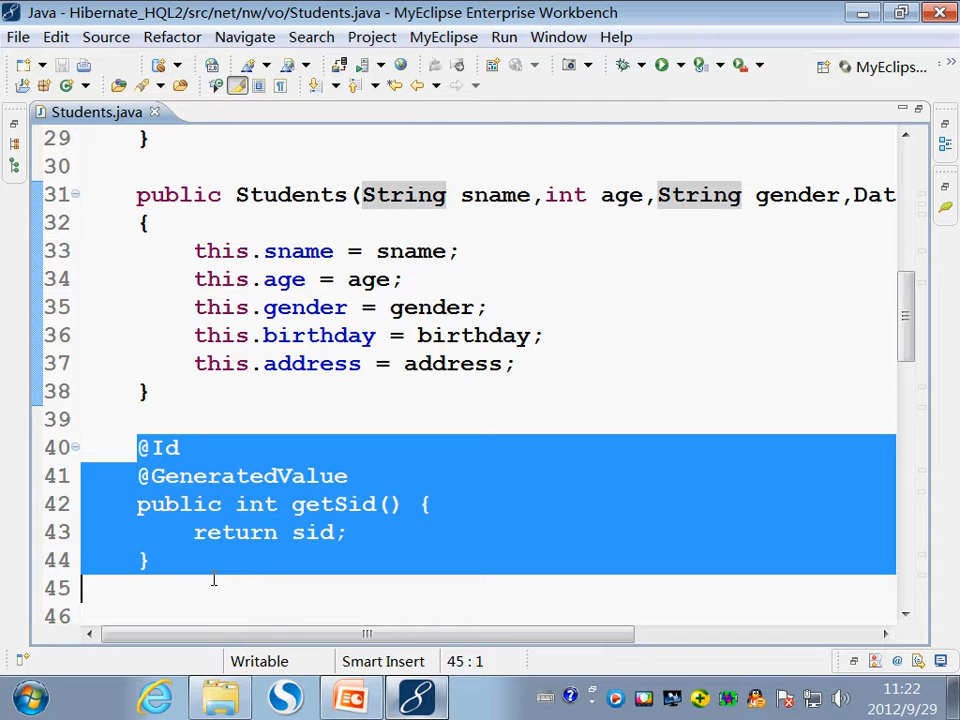 Java - Hibernate_HQL2/src/net/nw/vo/Students.java - MyEclipse Enterprise Workbench
File Edit Source Refactor Navigate Search Project MyEclipse Run Window Help
MyEclips...
Students.java
29 }
30
31 public Students(String sname,int age,String gender,Dat
32 {
33 this.sname = sname;
34 this.age = age;
35 this.gender = gender;
36 this.birthday = birthday;
37 this.address = address;
38 }
39
40 @Id
41 @GeneratedValue
42 public int getSid() {
43 return sid;
44 }
45
46
Writable Smart Insert 45 : 1
11:22
2012/9/29